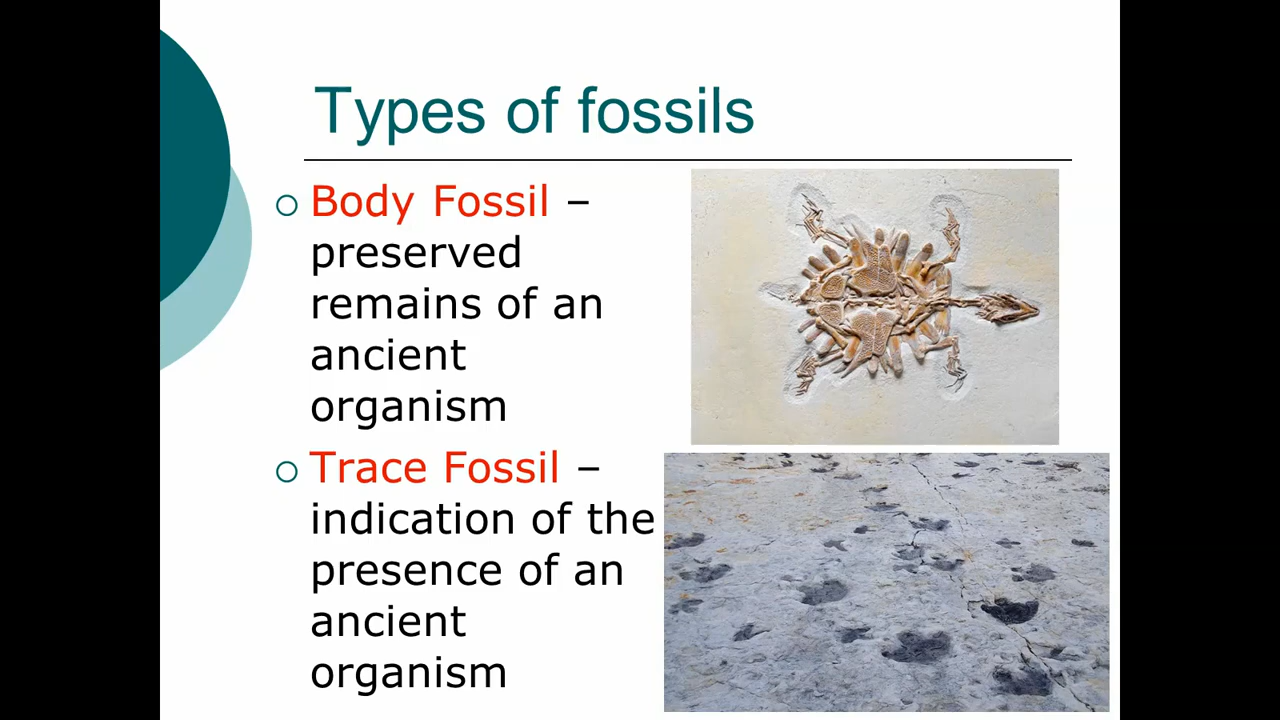 Types of fossils
Body Fossil –
preserved
remains of an
ancient
organism
Trace Fossil –
indication of the
presence of an
ancient
organism